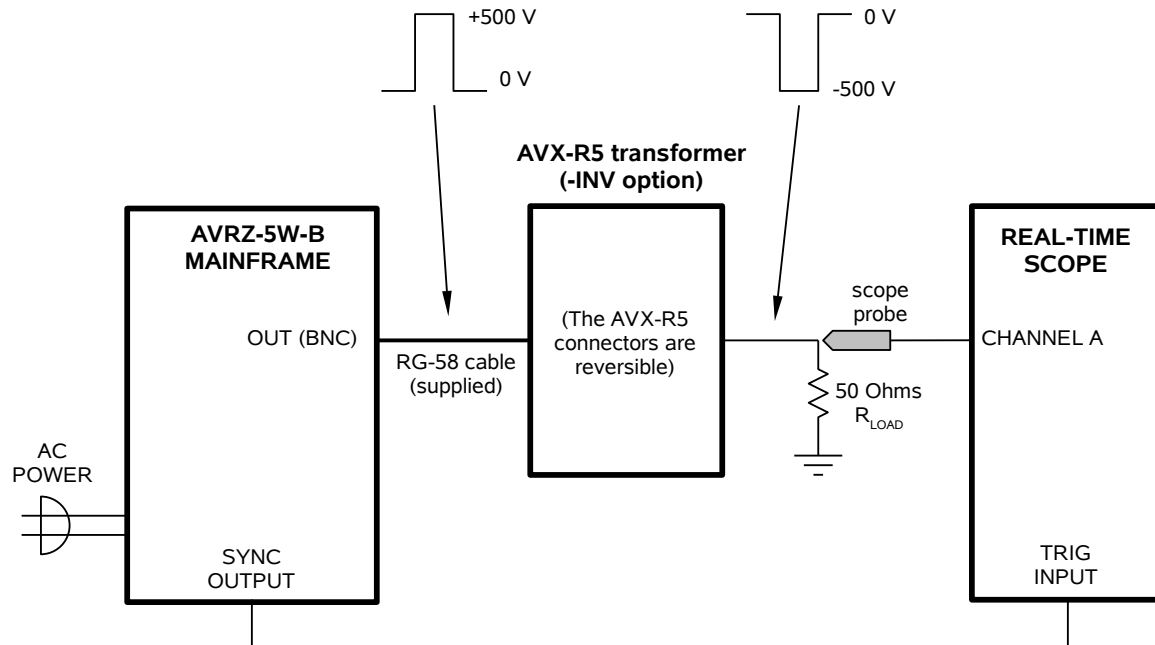 +500 V
0 V
0 V
-500 V
AVX-R5 transformer
(-INV option)
AVRZ-5W-B
MAINFRAME
OUT (BNC)
RG-58 cable
(supplied)
(The AVX-R5
connectors are
reversible)
scope
probe
50 Ohms
RLOAD
REAL-TIME
SCOPE
CHANNEL A
AC
POWER
SYNC
OUTPUT
TRIG
INPUT